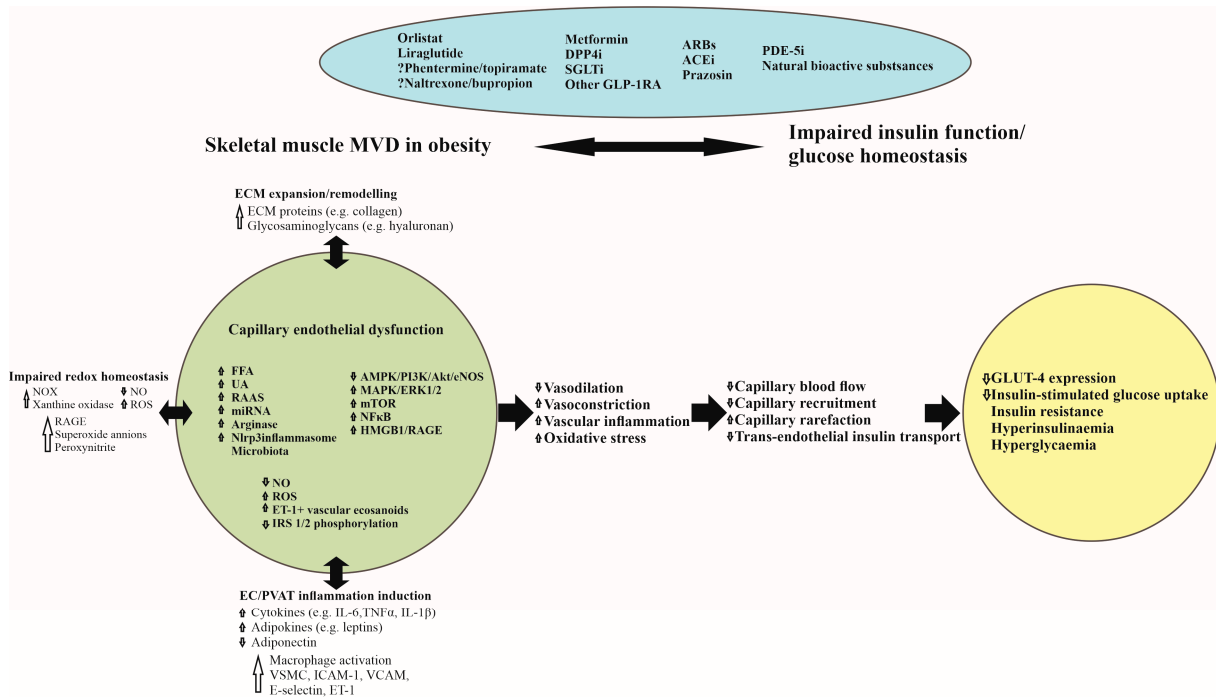 Orlistat
Liraglutide
?Phentermine/topiramate
?Naltrexone/bupropion
Metformin
DPP4i
SGLTi
Other GLP-1RA
ARBs
ACEi
Prazosin
PDE-5i
Natural bioactive substsances
Skeletal muscle MVD in obesity
Impaired insulin function/
glucose homeostasis
ECM expansion/remodelling
⇧ ECM proteins (e.g. collagen)
Glycosaminoglycans (e.g. hyaluronan)
Capillary endothelial dysfunction
⇧ FFA
⇧ UA
⇧ RAAS
⇧ miRNA
⇧ Arginase
⇧ Nlrp3inflammasome
Microbiota
⇩ AMPK/PI3K/Akt/eNOS
⇧ MAPK/ERK1/2
⇧ mTOR
⇧ NFκB
⇧ HMGB1/RAGE
⇩ NO
⇧ ROS
⇧ ET-1+ vascular ecosanoids
⇩ IRS 1/2 phosphorylation
Impaired redox homeostasis
⇧ NOX
Xanthine oxidase
⇩ NO
⇧ ROS
⇧ RAGE
Superoxide annions
Peroxynitrite
⇩ Vasodilation
⇧ Vasoconstriction
⇧ Vascular inflammation
⇧ Oxidative stress
⇩ Capillary blood flow
⇩ Capillary recruitment
⇧ Capillary rarefaction
⇩ Trans-endothelial insulin transport
⇩ GLUT-4 expression
⇩ Insulin-stimulated glucose uptake
Insulin resistance
Hyperinsulinaemia
Hyperglycaemia
EC/PVAT inflammation induction
⇧ Cytokines (e.g. IL-6,TNFα, IL-1β)
⇧ Adipokines (e.g. leptins)
⇩ Adiponectin
⇧ Macrophage activation
VSMC, ICAM-1, VCAM,
E-selectin, ET-1